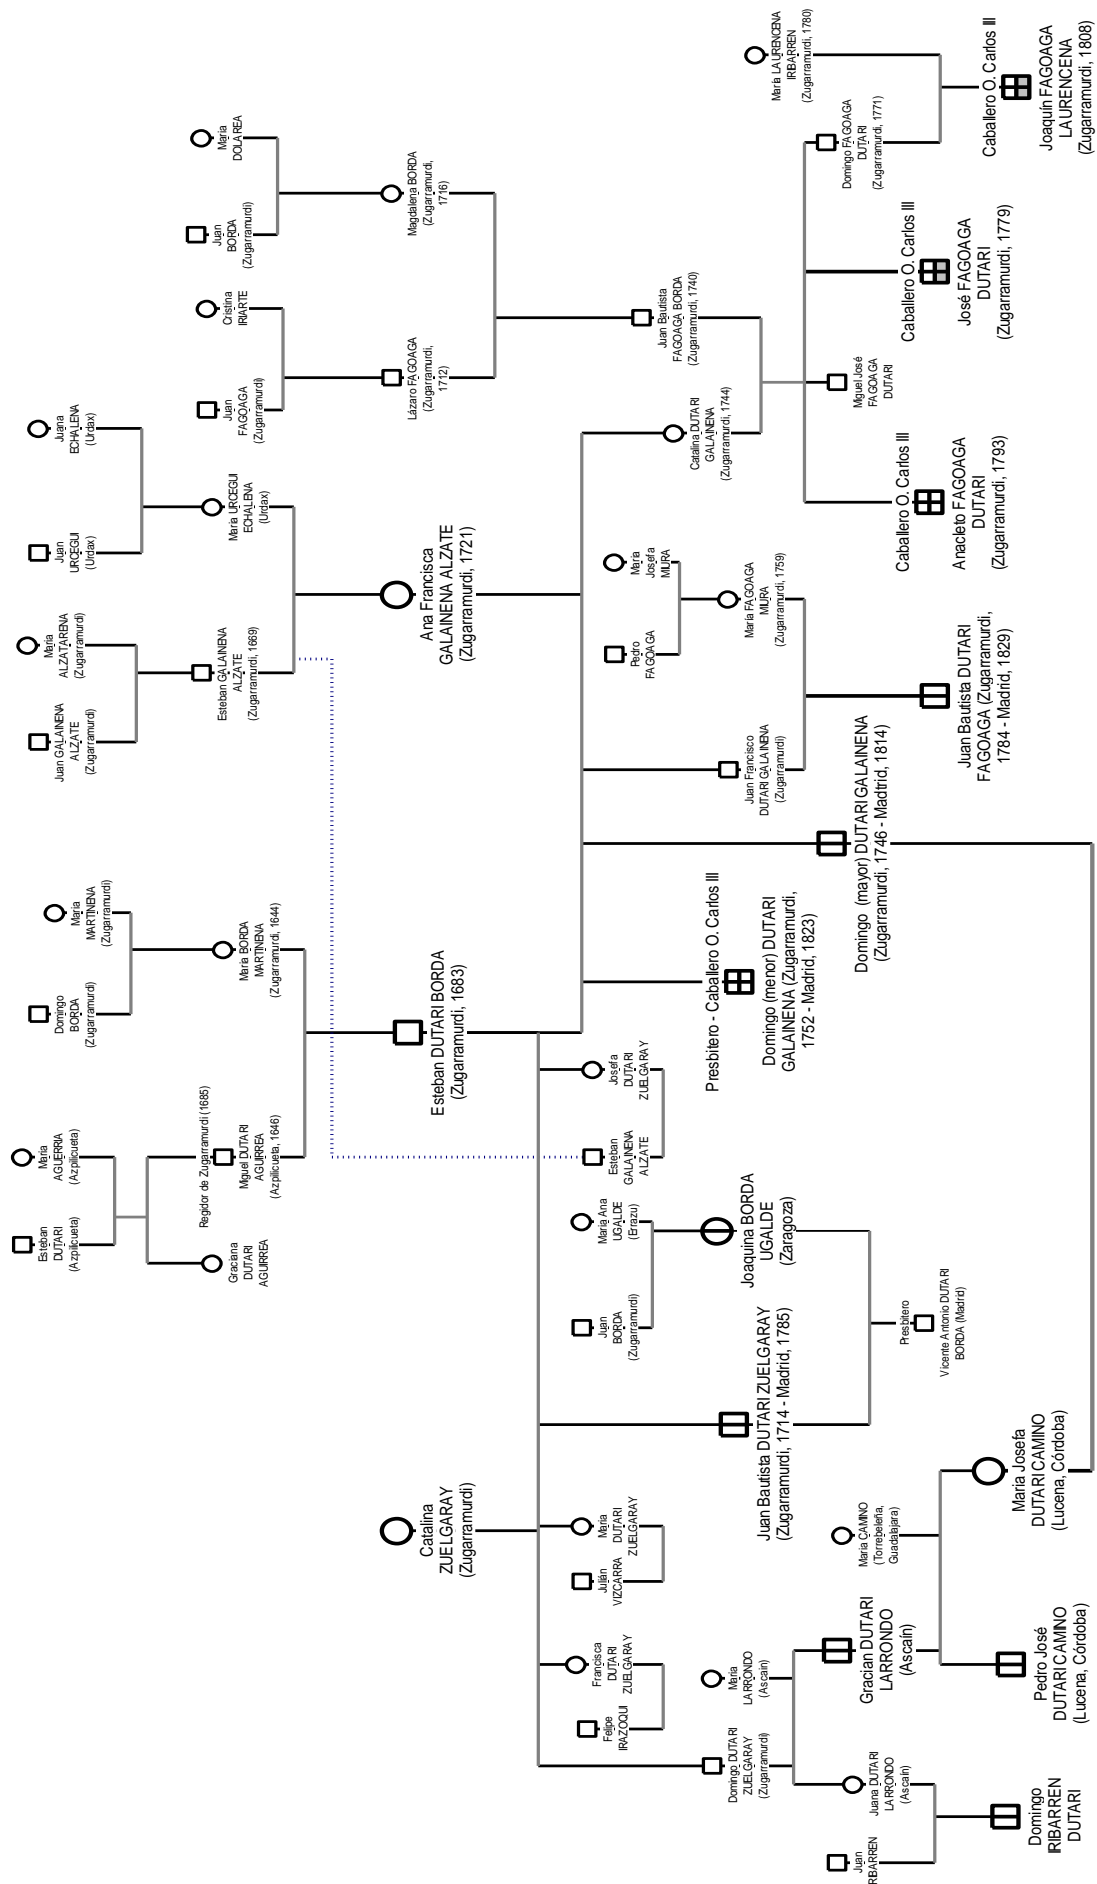 Esteban
DUTARI
(Azpilicueta)
María
AGUERRIA
(Azpilicueta)
Domingo
BORDA
(Zugarramurdi)
María
MARTINENA
(Zugarramurdi)
Juan GALAINENA
ALZATE
(Zugarramurdi)
María
ALZATARENA
(Zugarramurdi)
Juan
URCEGUI
(Urdax)
Juana
ECHALENA
(Urdax)
Graciana
DUTARI
AGUIRREA
Regidor de Zugarramurdi (1685)
Miguel DUTARI
AGUIRREA
(Azpilicueta, 1646)
María BORDA
MARTINENA
(Zugarramurdi, 1644)
Esteban GALAINENA
ALZATE
(Zugarramurdi, 1669)
María URCEGUI
ECHALENA
(Urdax)
Juan
FAGOAGA
(Zugarramurdi)
Cristina
IRIARTE
Juan
BORDA
(Zugarramurdi)
María
DOLAREA
Catalina
ZUELGARAY
(Zugarramurdi)
Esteban DUTARI BORDA
(Zugarramurdi, 1683)
Ana Francisca
GALAINENA ALZATE
(Zugarramurdi, 1721)
Lázaro FAGOAGA
(Zugarramurdi,
1712)
Magdalena BORDA
(Zugarramurdi,
1716)
Felipe
IRAZOQUI
Francisca
DUTARI
ZUELGARAY
Julián
VIZCARRA
María
DUTARI
ZUELGARAY
Juan
BORDA
(Zugarramurdi)
María Ana
UGALDE
(Errazu)
Esteban
GALAINENA
ALZATE
Josefa
DUTARI
ZUELGARAY
Pedro
FAGOAGA
María
Josefa
MIURA
Catalina DUTARI
GALAINENA
(Zugarramurdi, 1744)
Juan Bautista
FAGOAGA BORDA
(Zugarramurdi, 1740)
Domingo DUTARI
ZUELGARAY
(Zugarramurdi)
María
LARRONDO
(Ascaín)
Juan Bautista DUTARI ZUELGARAY
(Zugarramurdi, 1714 - Madrid, 1785)
Joaquina BORDA
UGALDE
(Zaragoza)
Presbítero - Caballero O. Carlos III
Domingo (menor) DUTARI
GALAINENA (Zugarramurdi,
1752 - Madrid, 1823)
Juan Francisco
DUTARI GALAINENA
(Zugarramurdi)
María FAGOAGA
MIURA
(Zugarramurdi, 1759)
María LAURENCENA
IRIBARREN
(Zugarramurdi, 1780)
Juan
IRIBARREN
Juana DUTARI
LARRONDO
(Ascaín)
Gracian DUTARI
LARRONDO
(Ascaín)
María CAMINO
(Torrebeleña,
Guadalajara)
Domingo (mayor) DUTARI GALAINENA
(Zugarramurdi, 1746 - Madtrid, 1814)
Miguel José
FAGOAGA
DUTARI
Domingo FAGOAGA
DUTARI
(Zugarramurdi, 1771)
Presbítero
Vicente Antonio DUTARI
BORDA (Madrid)
Juan Bautista DUTARI
FAGOAGA (Zugarramurdi,
1784 - Madrid, 1829)
Caballero O. Carlos III
Anacleto FAGOAGA
DUTARI
(Zugarramurdi, 1793)
Caballero O. Carlos III
José FAGOAGA
DUTARI
(Zugarramurdi, 1779)
Caballero O. Carlos III
Joaquín FAGOAGA
LAURENCENA
(Zugarramurdi, 1808)
Domingo
IRIBARREN
DUTARI
Pedro José
DUTARI CAMINO
(Lucena, Córdoba)
María Josefa
DUTARI CAMINO
(Lucena, Córdoba)